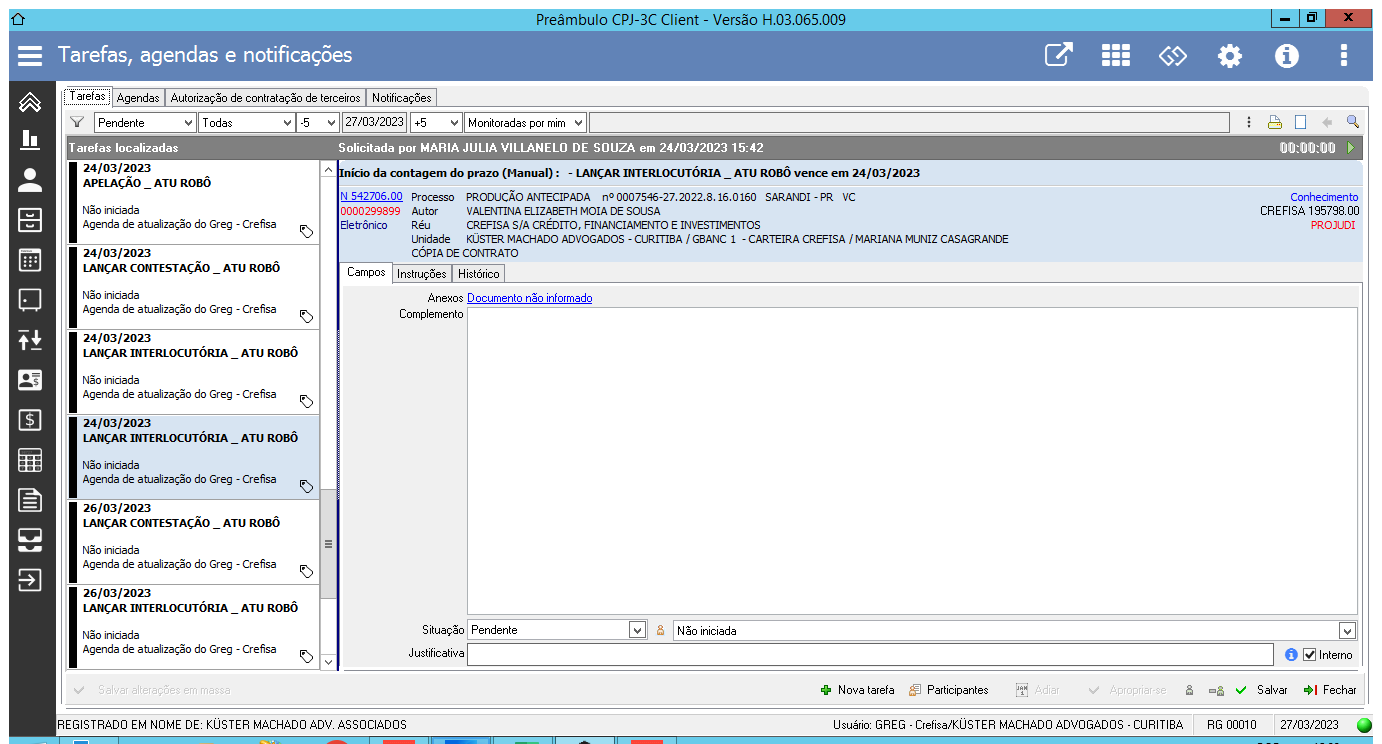 Preâmbulo CPJ-3C Client - Versão H.03.065.009
Tarefas, agendas e notificações
Tarefas Agendas Autorização de contratação de terceiros Notificações
Pendente Todas -5 27/03/2023 +5 Monitoradas por mim
Tarefas localizadas
Solicitada por MARIA JULIA VILLANELO DE SOUZA em 24/03/2023 15:42 00:00:00
24/03/2023
APELAÇÃO _ ATU ROBÔ
Não iniciada
Agenda de atualização do Greg - Crefisa
24/03/2023
LANÇAR CONTESTAÇÃO _ ATU ROBÔ
Não iniciada
Agenda de atualização do Greg - Crefisa
24/03/2023
LANÇAR INTERLOCUTÓRIA _ ATU ROBÔ
Não iniciada
Agenda de atualização do Greg - Crefisa
24/03/2023
LANÇAR INTERLOCUTÓRIA _ ATU ROBÔ
Não iniciada
Agenda de atualização do Greg - Crefisa
26/03/2023
LANÇAR CONTESTAÇÃO _ ATU ROBÔ
Não iniciada
Agenda de atualização do Greg - Crefisa
26/03/2023
LANÇAR INTERLOCUTÓRIA _ ATU ROBÔ
Não iniciada
Agenda de atualização do Greg - Crefisa
Início da contagem do prazo (Manual) : - LANÇAR INTERLOCUTÓRIA _ ATU ROBÔ vence em 24/03/2023
N 542706.00 Processo PRODUÇÃO ANTECIPADA nº 0007546-27.2022.8.16.0160 SARANDI - PR VC Conhecimento
0000299899 Autor VALENTINA ELIZABETH MOIA DE SOUSA CREFISA 195798.00
Eletrônico Réu CREFISA S/A CRÉDITO, FINANCIAMENTO E INVESTIMENTOS PROJUDI
Unidade KÜSTER MACHADO ADVOGADOS - CURITIBA / GBANC 1 - CARTEIRA CREFISA / MARIANA MUNIZ CASAGRANDE
CÓPIA DE CONTRATO
Campos Instruções Histórico
Anexos Documento não informado
Complemento
Situação Pendente Não iniciada
Justificativa Interno
Salvar alterações em massa Nova tarefa Participantes Adiar Apropriar-se Salvar Fechar
REGISTRADO EM NOME DE: KÜSTER MACHADO ADV. ASSOCIADOS Usuário: GREG - Crefisa/KÜSTER MACHADO ADVOGADOS - CURITIBA RG 00010 27/03/2023